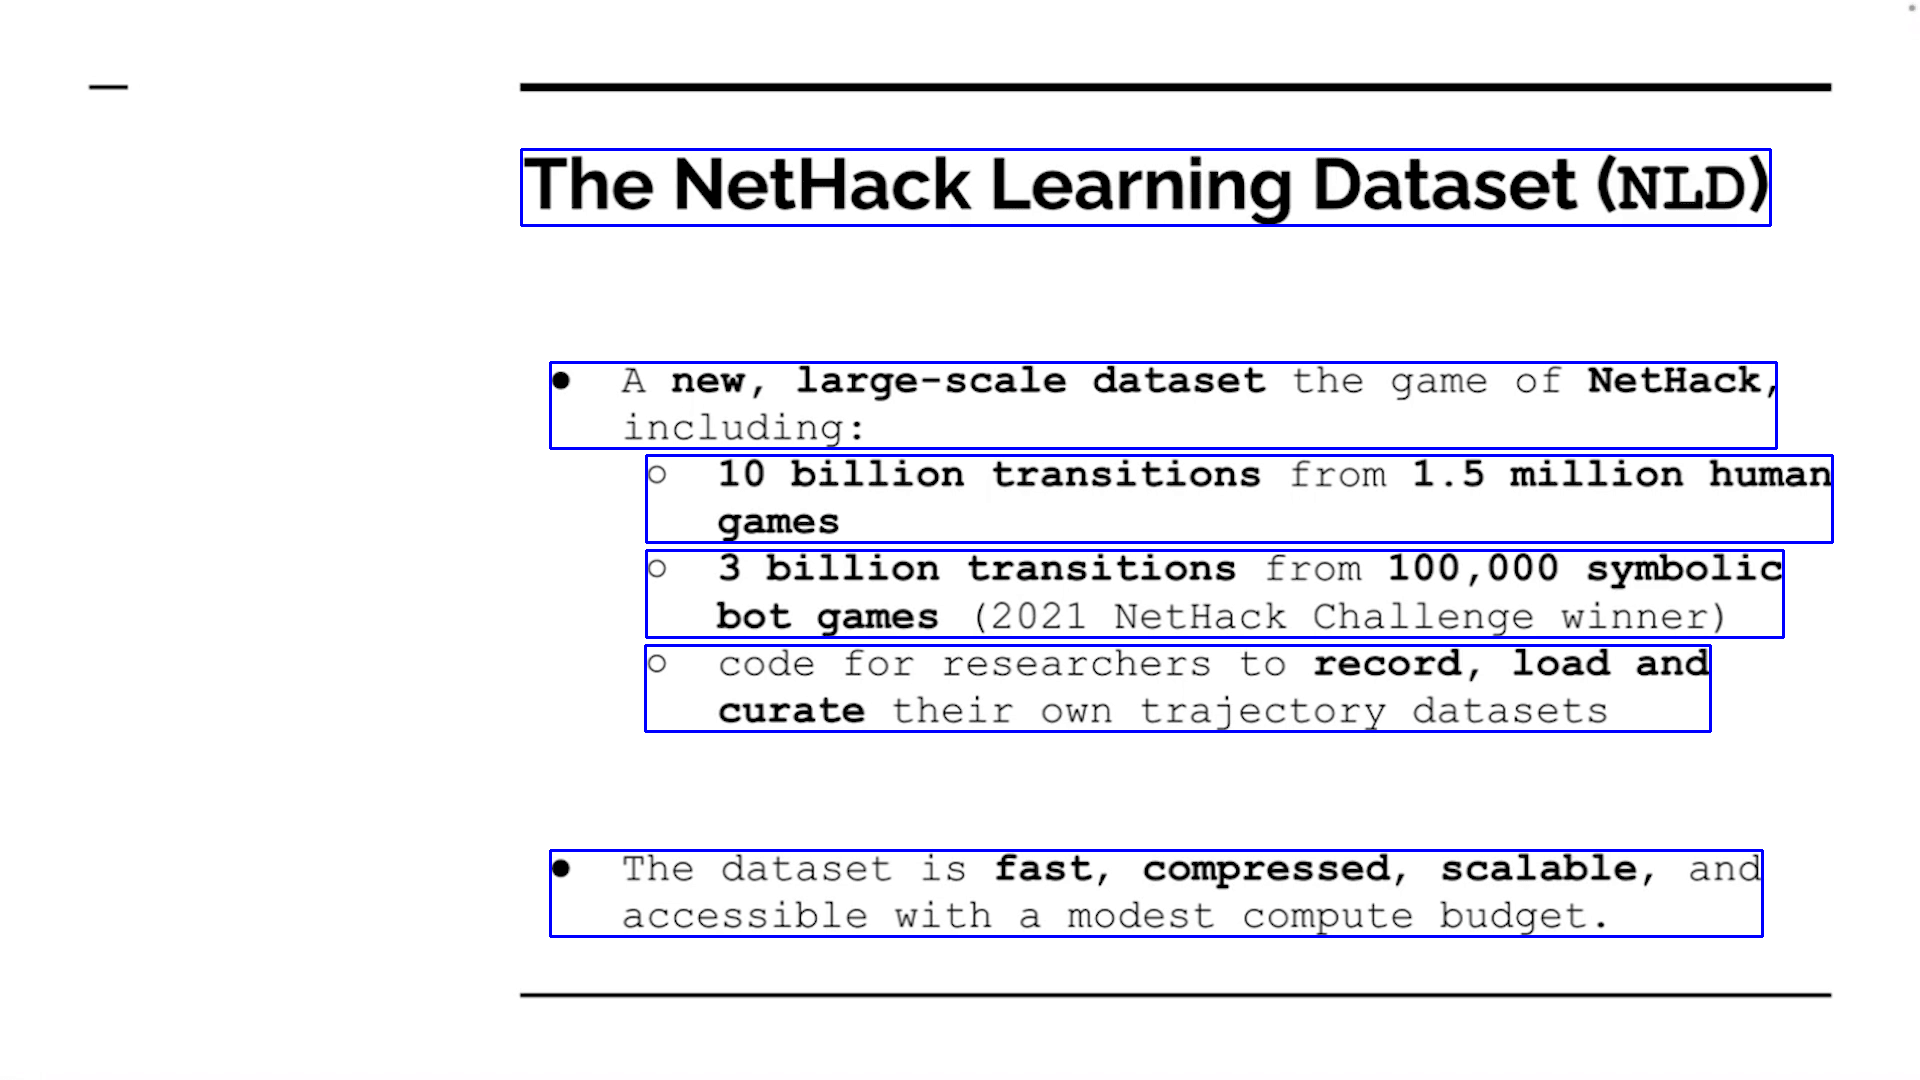 The NetHack Learning Dataset (NLD)
● A new, large-scale dataset the game of NetHack,
including:
○ 10 billion transitions from 1.5 million human
games
○ 3 billion transitions from 100,000 symbolic
bot games (2021 NetHack Challenge winner)
○ code for researchers to record, load and
curate their own trajectory datasets
● The dataset is fast, compressed, scalable, and
accessible with a modest compute budget.